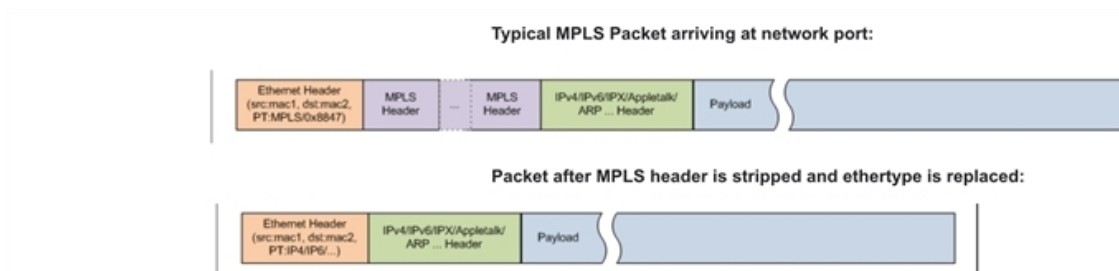 Typical MPLS Packet arriving at network port:
Ethernet Header
(src:mac1, dst:mac2,
PT:MPLS/0x8847)
MPLS
Header
...
MPLS
Header
IPv4/IPv6/IPX/Appletalk/
ARP ... Header
Payload
Packet after MPLS header is stripped and ethertype is replaced:
Ethernet Header
(src:mac1, dst:mac2,
PT:IP4/IP6/...)
IPv4/IPv6/IPX/Appletalk/
ARP ... Header
Payload